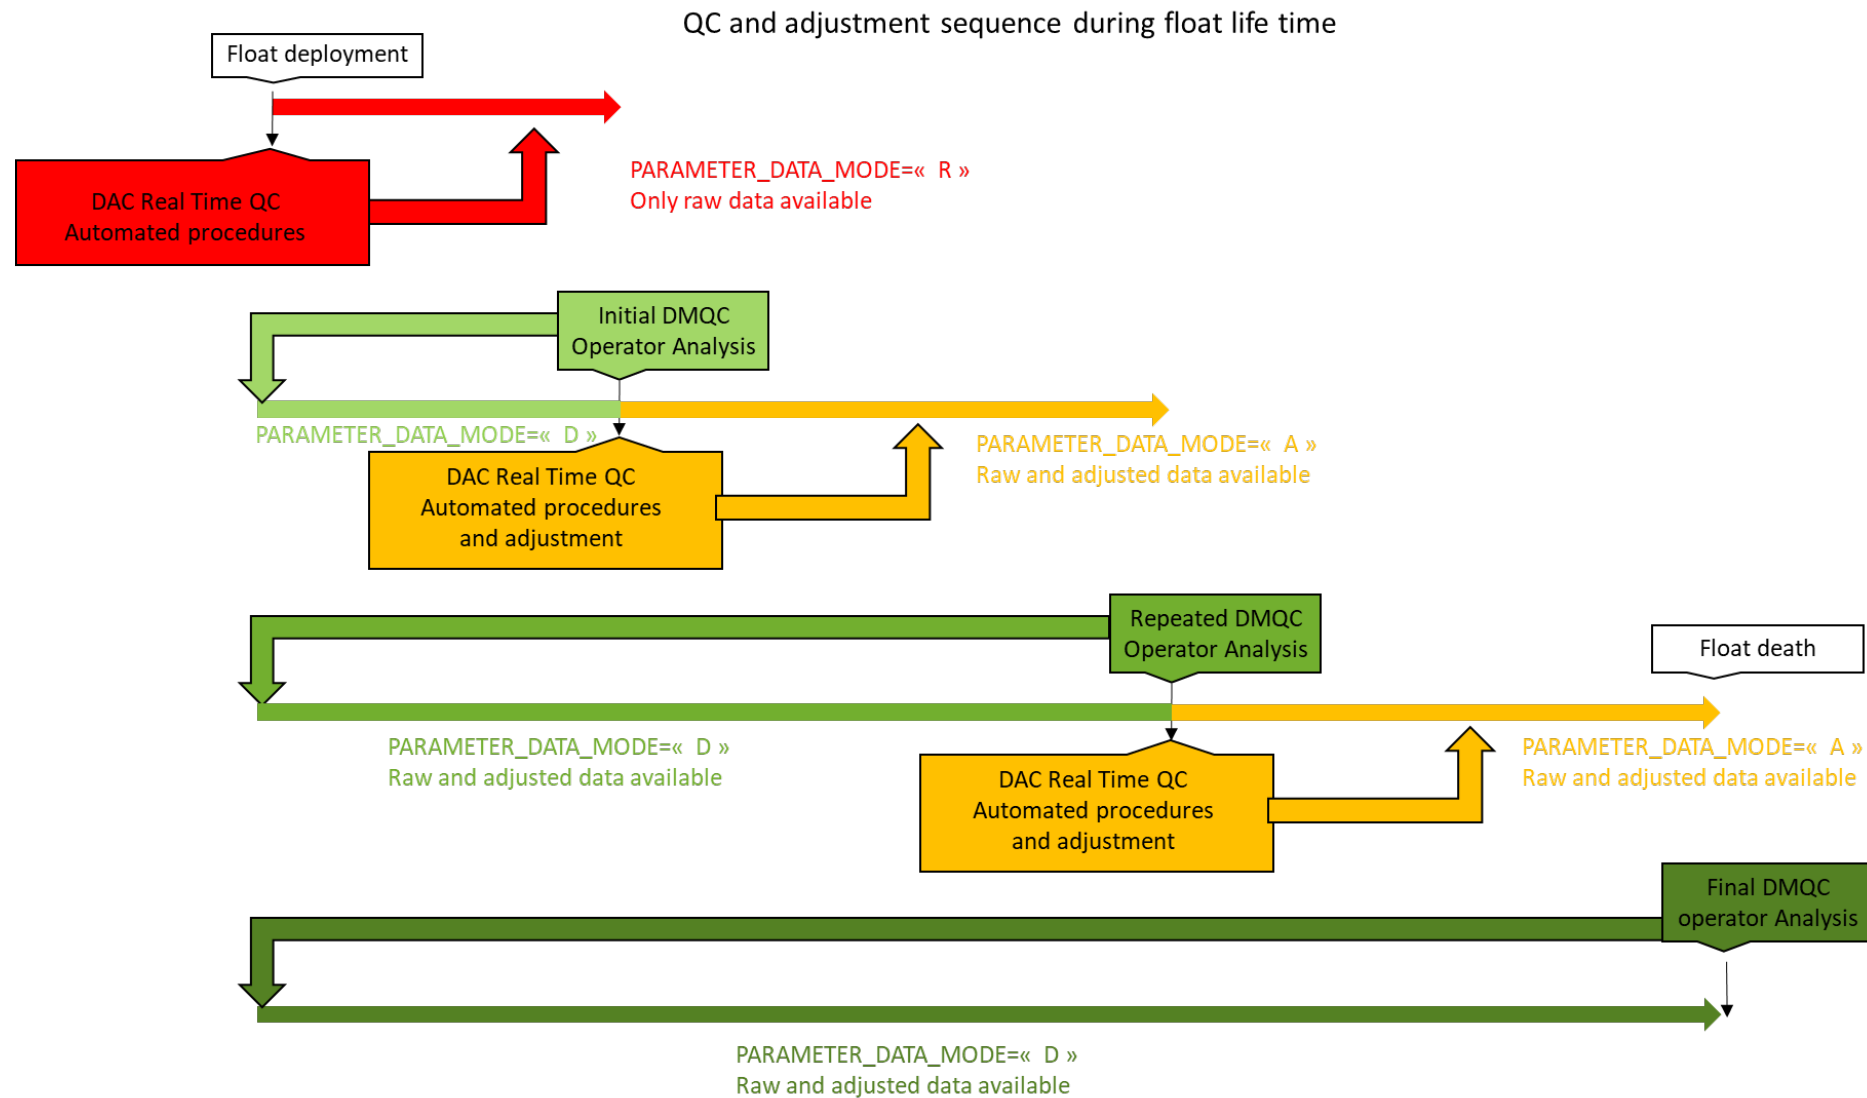 QC and adjustment sequence during float life time
Float deployment
DAC Real Time QC
Automated procedures
PARAMETER_DATA_MODE=« R »
Only raw data available
Initial DMQC
Operator Analysis
PARAMETER_DATA_MODE=« D »
DAC Real Time QC
Automated procedures
and adjustment
PARAMETER_DATA_MODE=« A »
Raw and adjusted data available
Repeated DMQC
Operator Analysis
Float death
PARAMETER_DATA_MODE=« D »
Raw and adjusted data available
DAC Real Time QC
Automated procedures
and adjustment
PARAMETER_DATA_MODE=« A »
Raw and adjusted data available
Final DMQC
operator Analysis
PARAMETER_DATA_MODE=« D »
Raw and adjusted data available